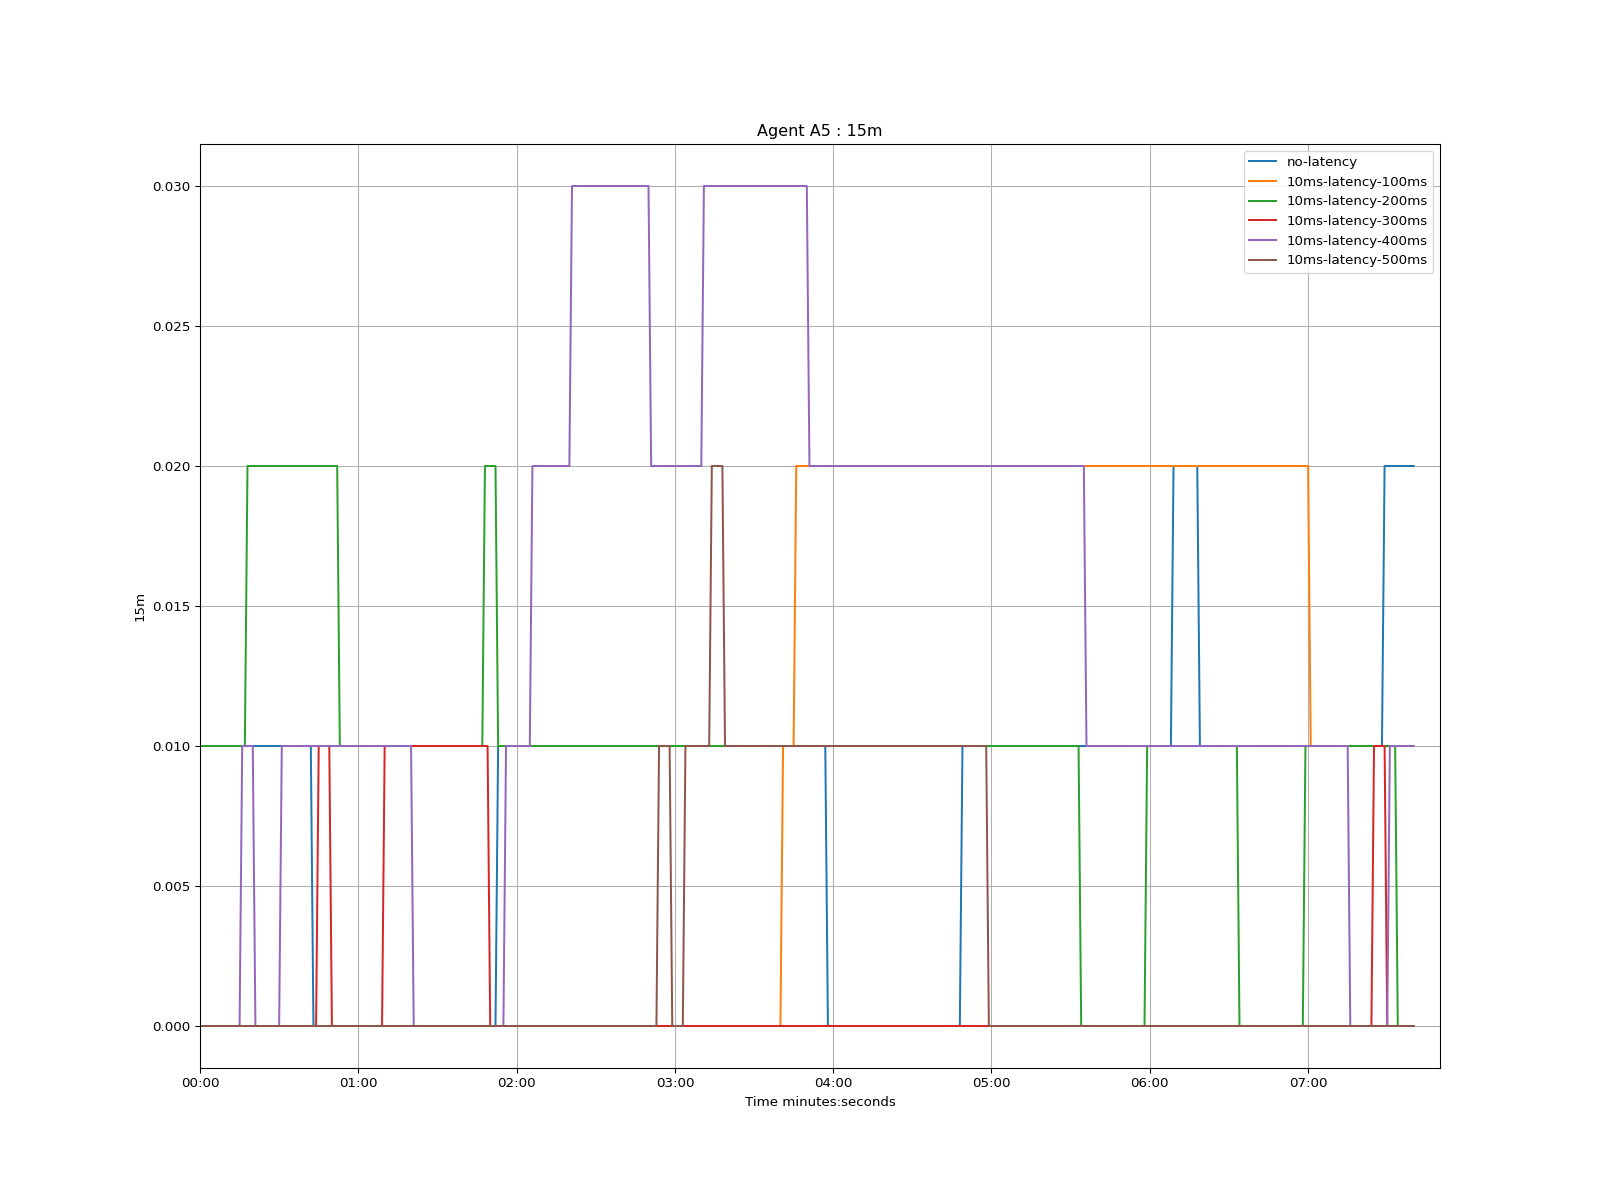 Agent A5 : 15m
no-latency
10ms-latency-100ms
10ms-latency-200ms
10ms-latency-300ms
10ms-latency-400ms
10ms-latency-500ms
0.030
0.025
0.020
0.015
0.010
0.005
0.000
15m
00:00 01:00 02:00 03:00 04:00 05:00 06:00 07:00
Time minutes:seconds